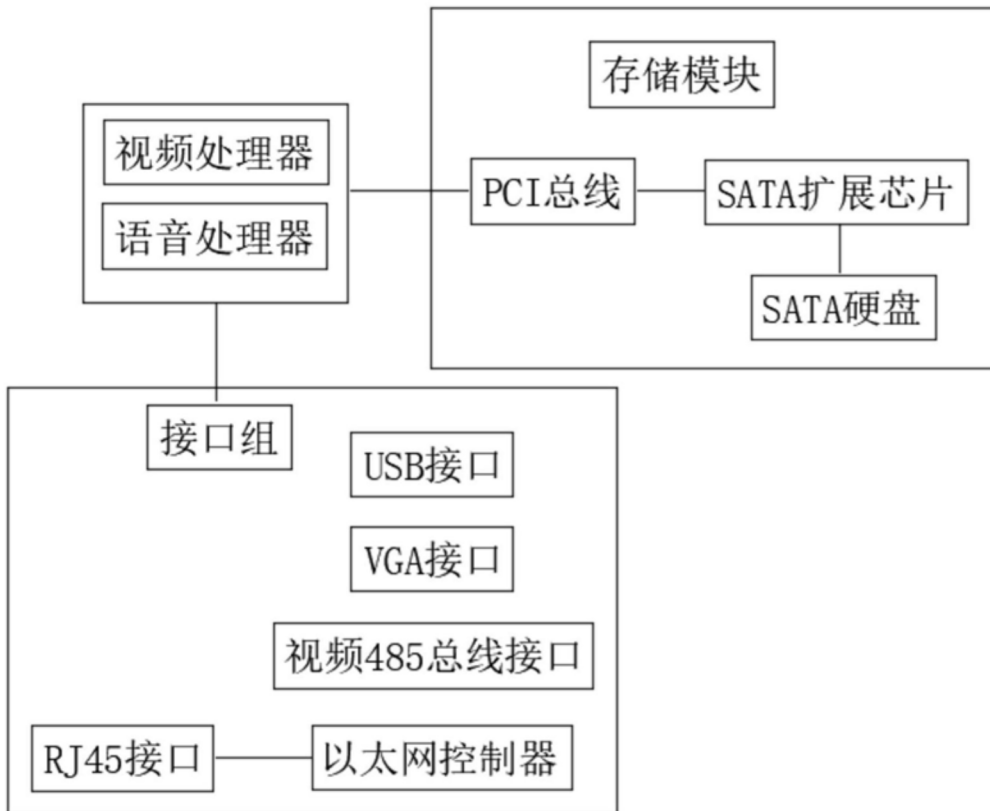 存储模块
视频处理器
语音处理器
PCI总线
SATA扩展芯片
SATA硬盘
接口组
USB接口
VGA接口
视频485总线接口
RJ45接口
以太网控制器